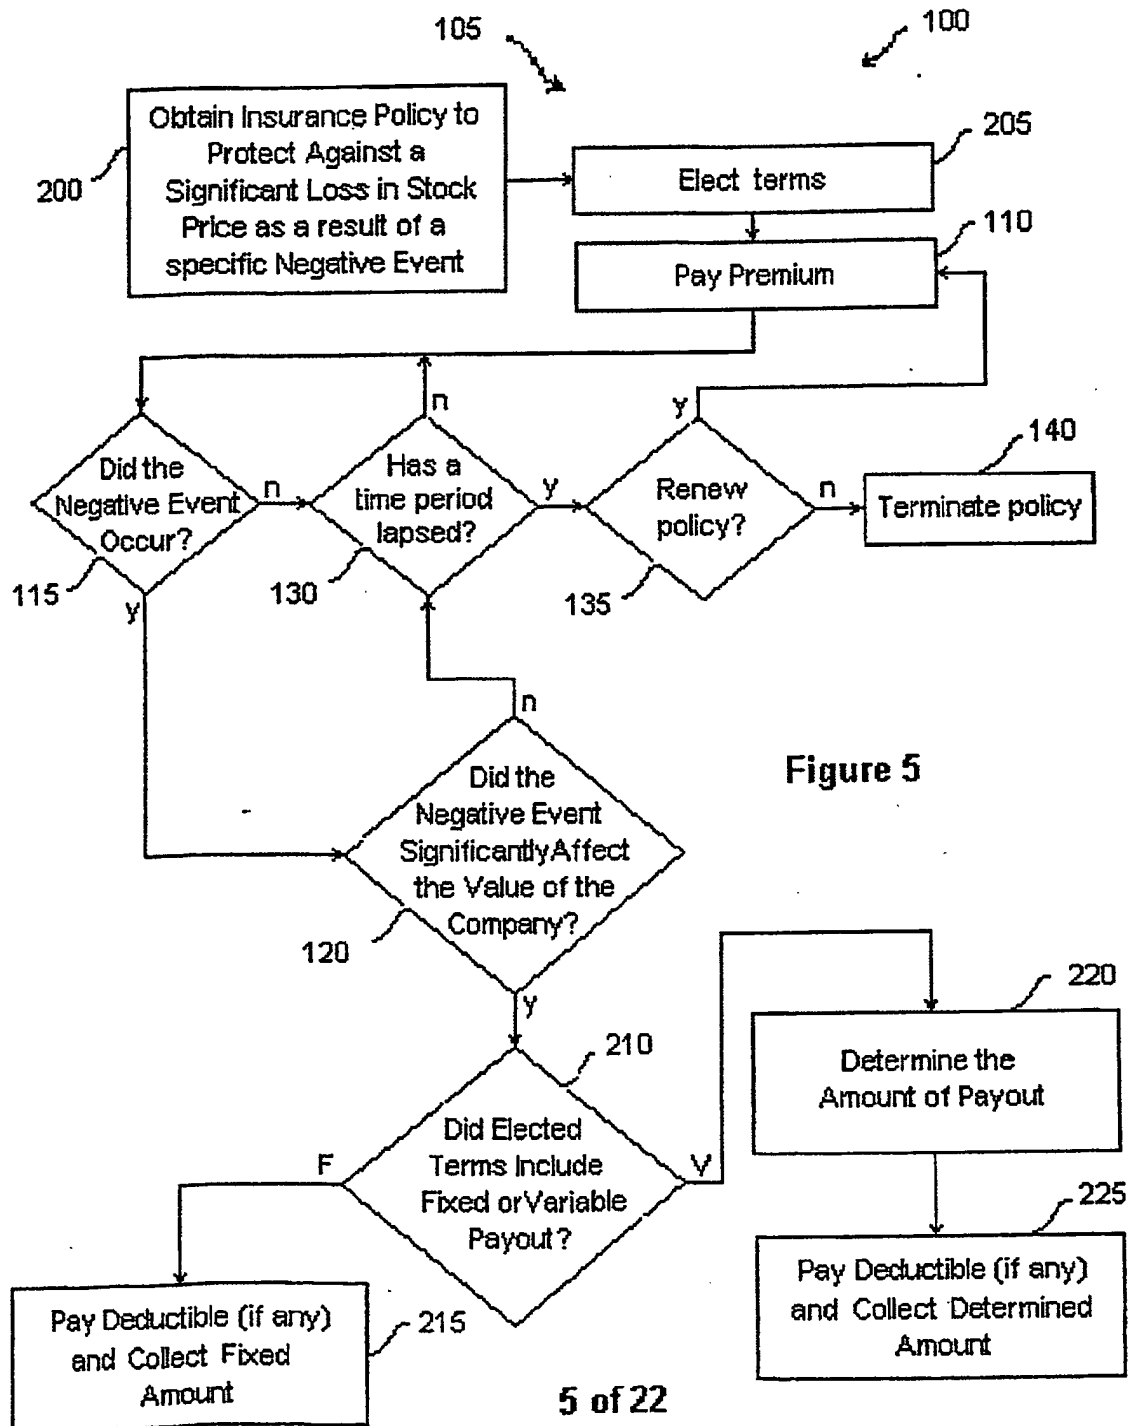 105
100
Obtain Insurance Policy to
Protect Against a
Significant Loss in Stock
Price as a result of a
specific Negative Event
200
205
Elect terms
110
Pay Premium
n
y
140
Did the
Negative Event
Occur?
n
Has a
time period
lapsed?
y
Renew
policy?
n
Terminate policy
115
130
135
y
n
Did the
Negative Event
Significantly Affect
the Value of the
Company?
Figure 5
120
y
220
210
Determine the
Amount of Payout
Did Elected
Terms Include
Fixed or Variable
Payout?
F
V
225
Pay Deductible (if any)
and Collect Determined
Amount
Pay Deductible (if any)
and Collect Fixed
Amount
215
5 of 22